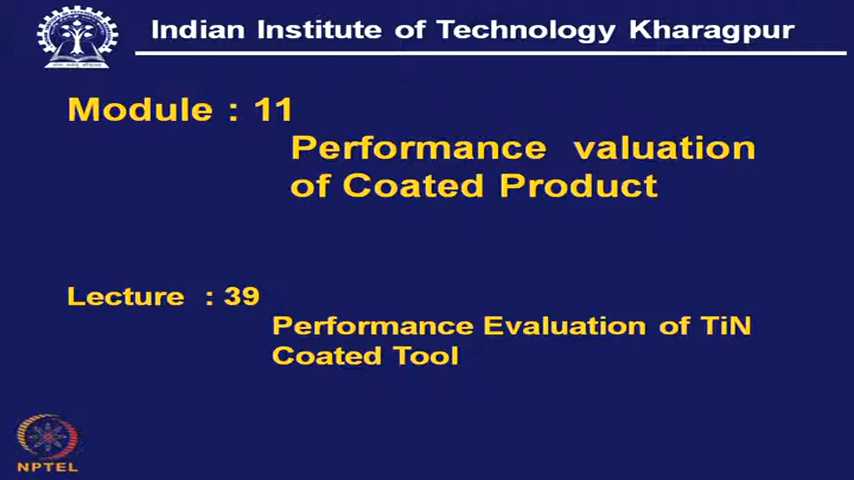 Indian Institute of Technology Kharagpur
Module : 11
Performance valuation
of Coated Product
Lecture : 39
Performance Evaluation of TiN
Coated Tool
NPTEL